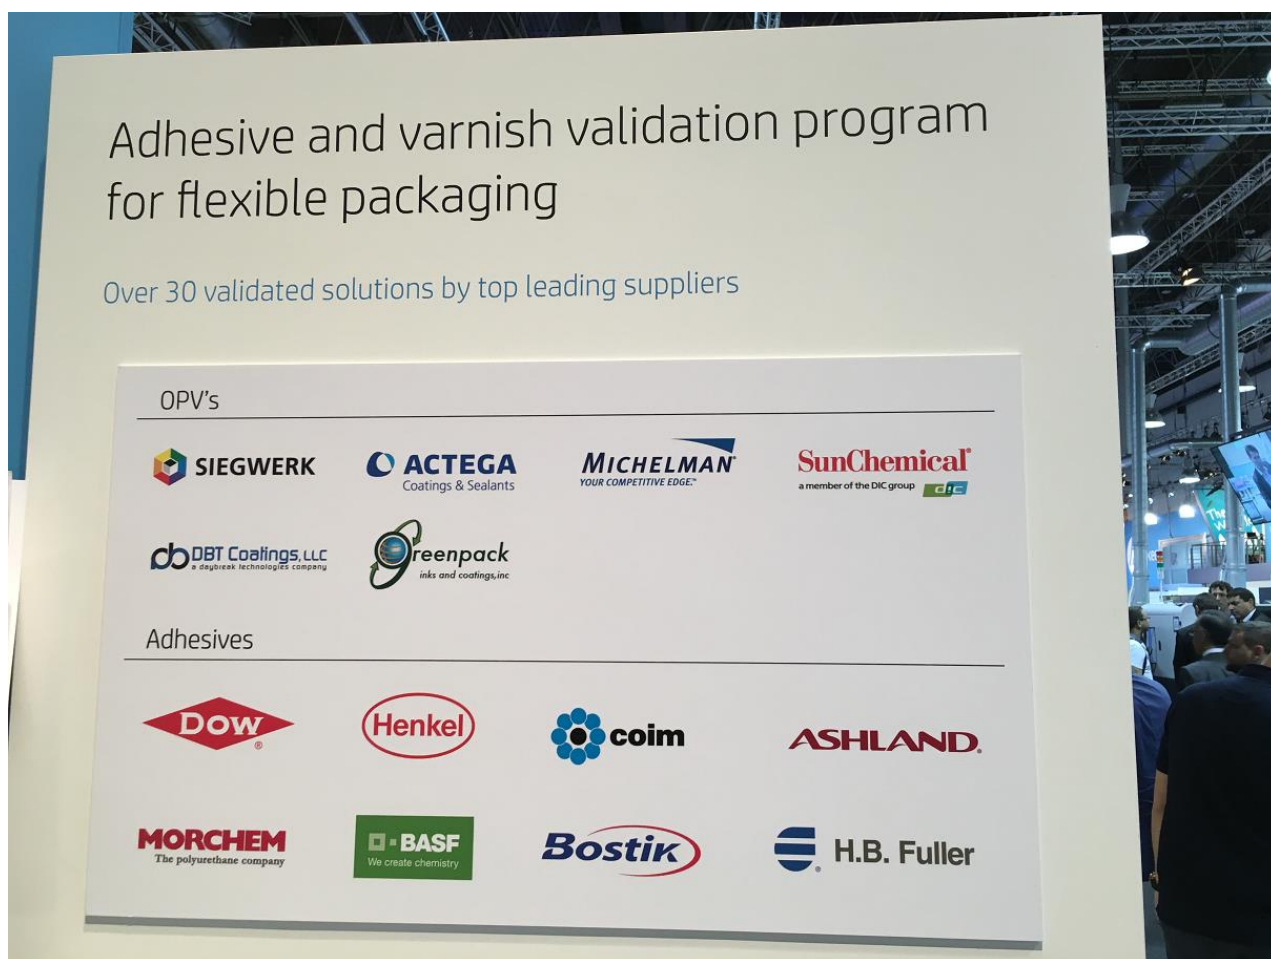 Adhesive and varnish validation program
for flexible packaging
Over 30 validated solutions by top leading suppliers
OPV's
SIEGWERK
ACTEGA
Coatings & Sealants
MICHELMAN®
YOUR COMPETITIVE EDGE.™
SunChemical®
a member of the DIC group
dic
DBT Coatings, LLC
a daybreak technologies company
Greenpack
inks and coatings,inc
Adhesives
DOW
®
Henkel
coim
ASHLAND.
MORCHEM
The polyurethane company
BASF
We create chemistry
Bostik
H.B. Fuller
®
The